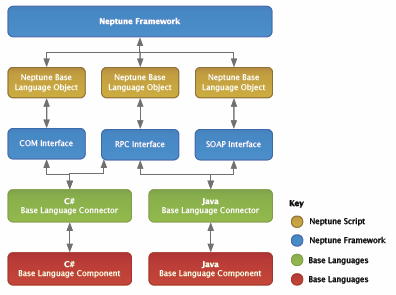 Neptune Framework
Neptune Base Neptune Base Neptune Base
Language Object Language Object Language Object
COM Interface RPC Interface SOAP Interface
C# Java
Base Language Connector Base Language Connector
C# Java
Base Language Component Base Language Component
Key
Neptune Script
Neptune Framework
Base Languages
Base Languages